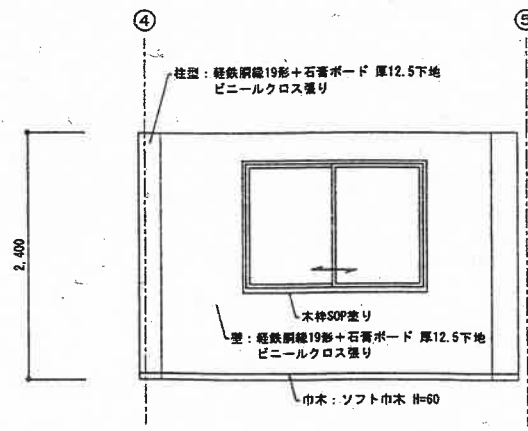 ④
⑤
柱型：軽鉄胴縁19形＋石膏ボード 厚12.5下地
ビニールクロス張り
2,400
木枠SOP塗り
壁：軽鉄胴縁19形＋石膏ボード 厚12.5下地
ビニールクロス張り
巾木：ソフト巾木 H=60